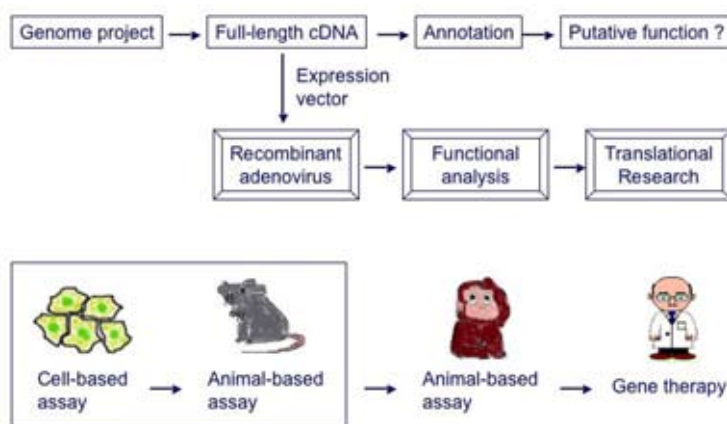 Genome project
Full-length cDNA
Annotation
Putative function ?
Expression
vector
Recombinant
adenovirus
Functional
analysis
Translational
Research
Cell-based
assay
Animal-based
assay
Animal-based
assay
Gene therapy